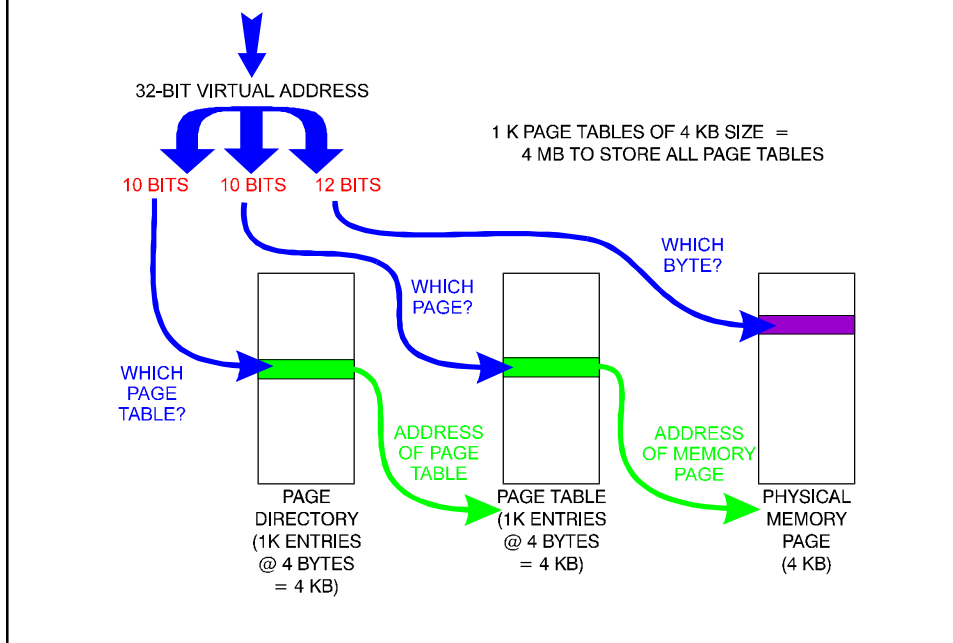 32-BIT VIRTUAL ADDRESS
1 K PAGE TABLES OF 4 KB SIZE =
4 MB TO STORE ALL PAGE TABLES
10 BITS
10 BITS
12 BITS
WHICH
BYTE?
WHICH
PAGE?
WHICH
PAGE
TABLE?
ADDRESS
OF PAGE
TABLE
ADDRESS
OF MEMORY
PAGE
PAGE
DIRECTORY
(1K ENTRIES
@ 4 BYTES
= 4 KB)
PAGE TABLE
(1K ENTRIES
@ 4 BYTES
= 4 KB)
PHYSICAL
MEMORY
PAGE
(4 KB)